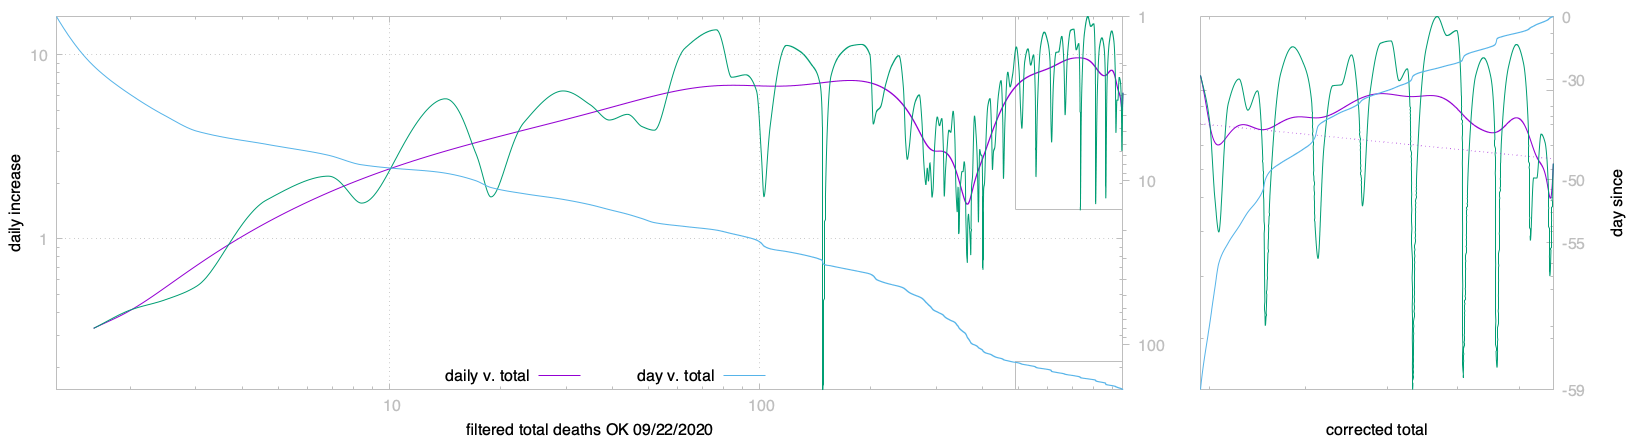 daily increase
10
1
10
100
filtered total deaths OK 09/22/2020
daily v. total
day v. total
1
10
100
0
-30
-50
-55
-59
day since
corrected total